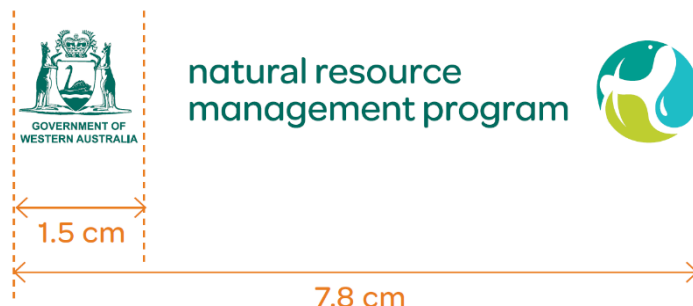 natural resource
management program
GOVERNMENT OF
WESTERN AUSTRALIA
1.5 cm
7.8 cm